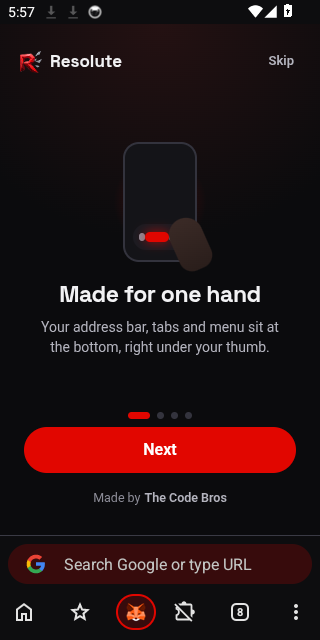 5:57
Resolute
Skip
Made for one hand
Your address bar, tabs and menu sit at
the bottom, right under your thumb.
Next
Made by The Code Bros
Search Google or type URL
8